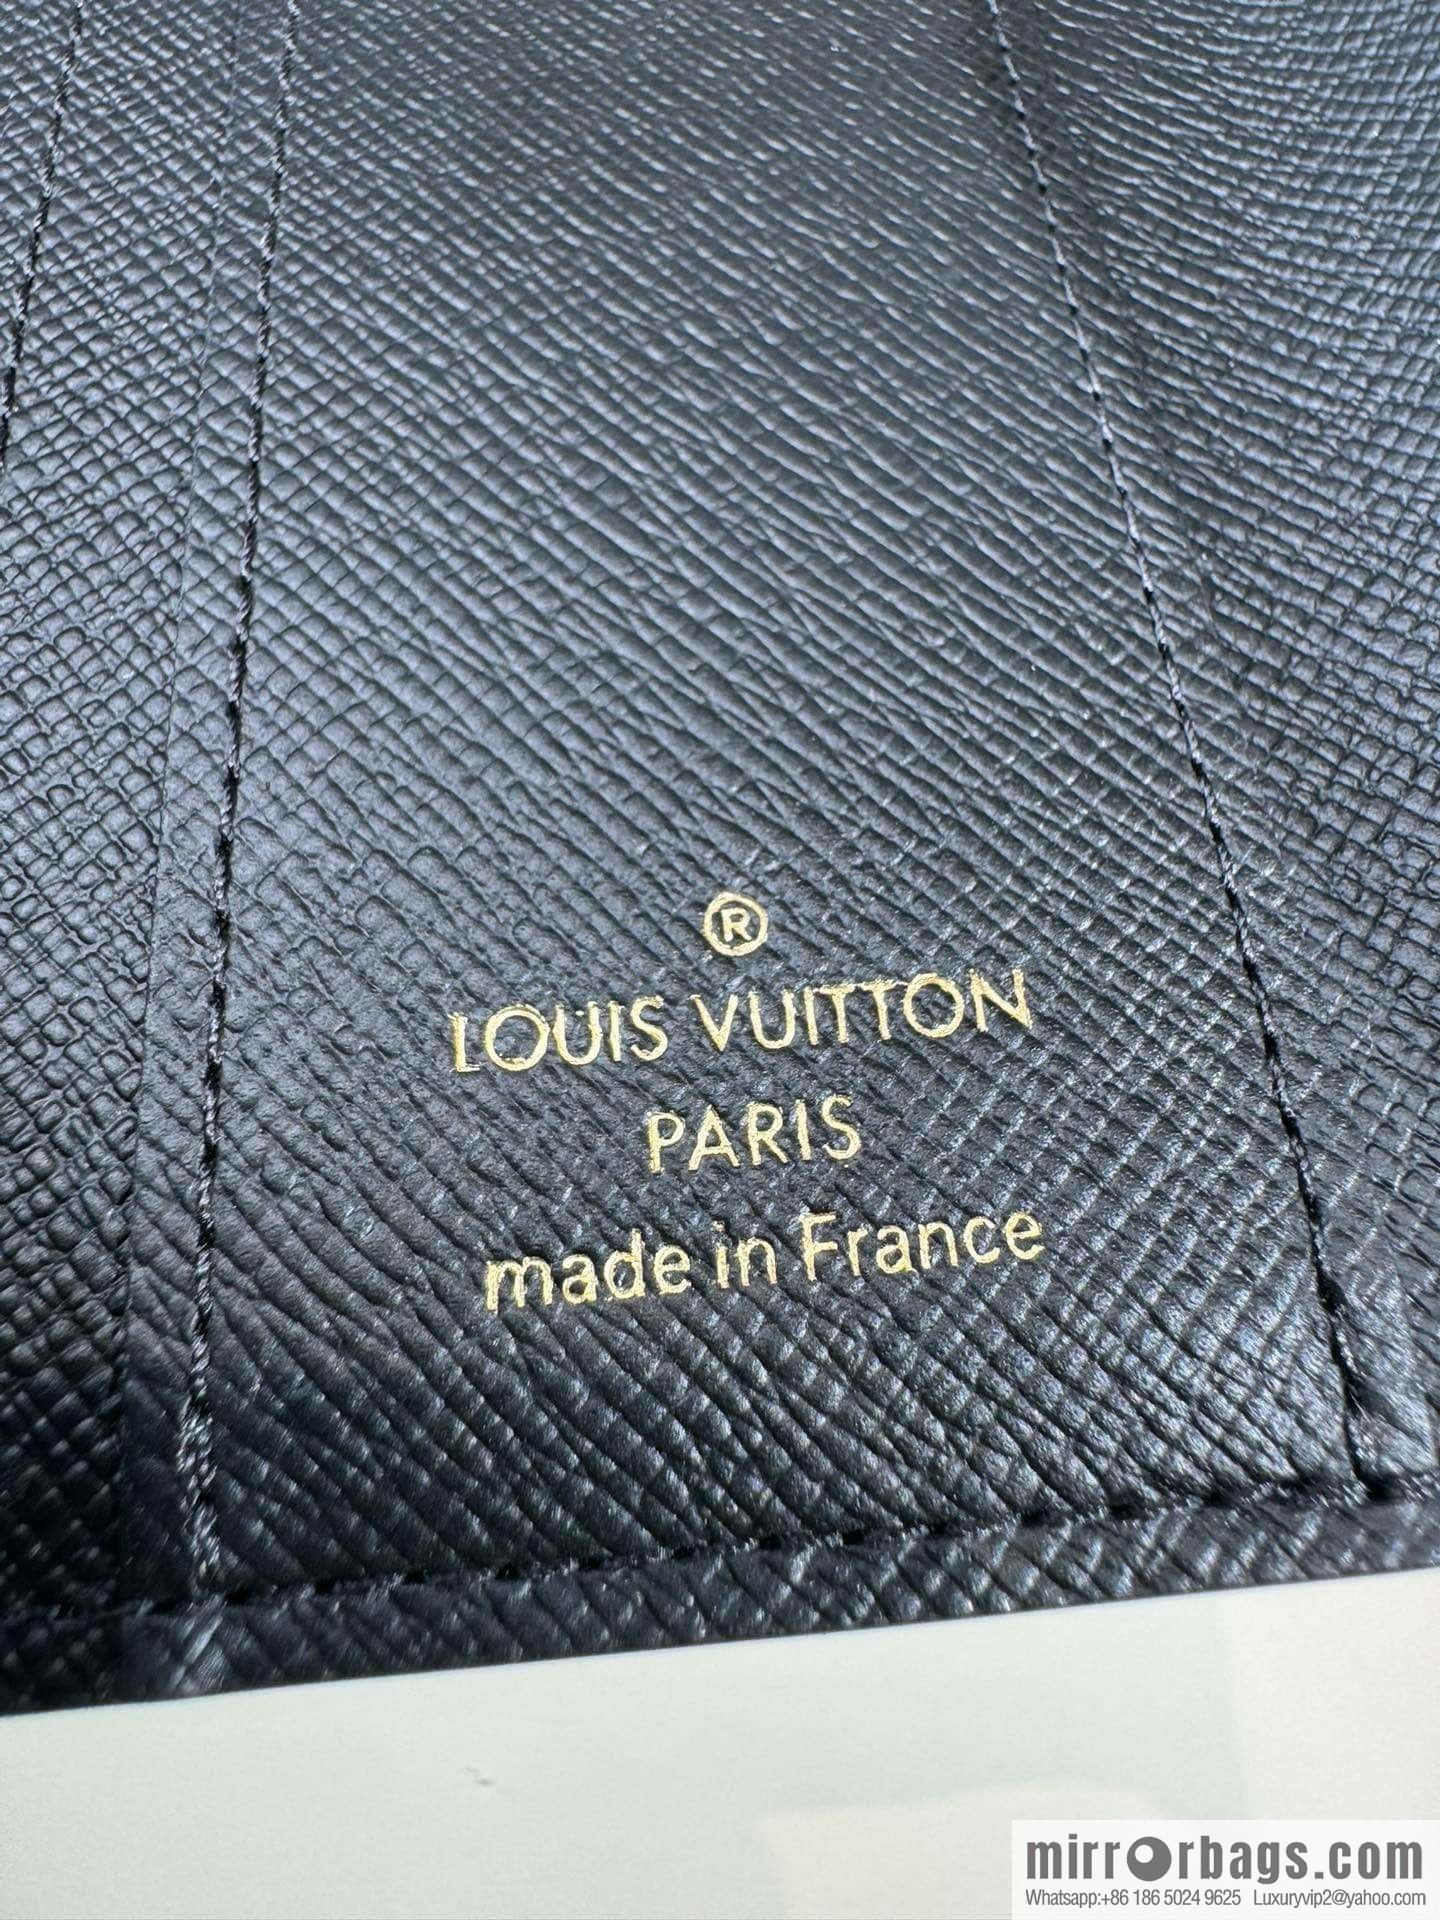 ®
LOUIS VUITTON
PARIS
made in France
mirrorbags.com
Whatsapp:+86 186 5024 9625 Luxuryvip2@yahoo.com